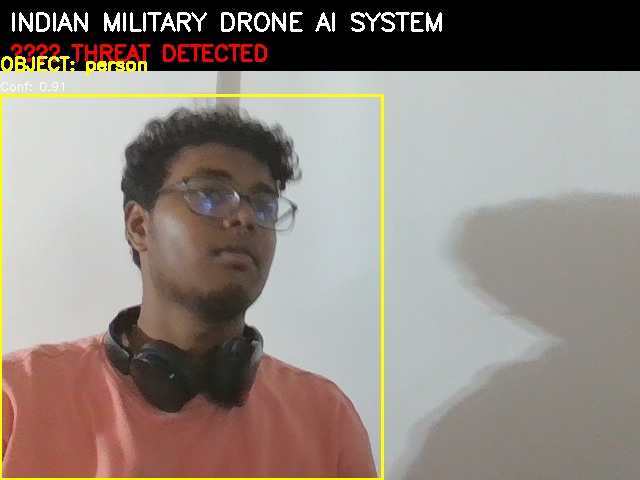 INDIAN MILITARY DRONE AI SYSTEM
???? THREAT DETECTED
OBJECT: person
Conf: 0.91